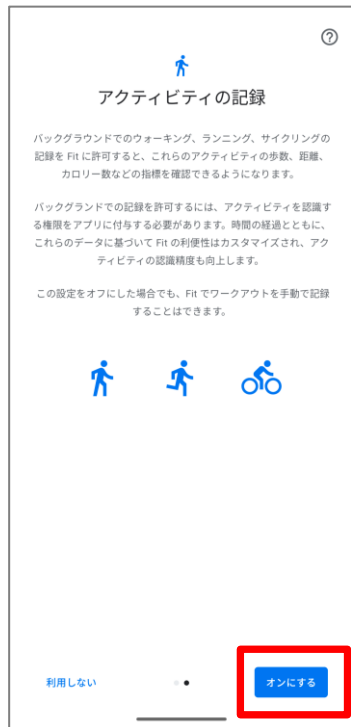 アクティビティの記録
バックグラウンドでのウォーキング、ランニング、サイクリングの
記録を Fit に許可すると、これらのアクティビティの歩数、距離、
カロリー数などの指標を確認できるようになります。
バックグランドでの記録を許可するには、アクティビティを認識す
る権限をアプリに付与する必要があります。時間の経過とともに、
これらのデータに基づいて Fit の利便性はカスタマイズされ、アク
ティビティの認識精度も向上します。
この設定をオフにした場合でも、Fit でワークアウトを手動で記録
することはできます。
利用しない
オンにする